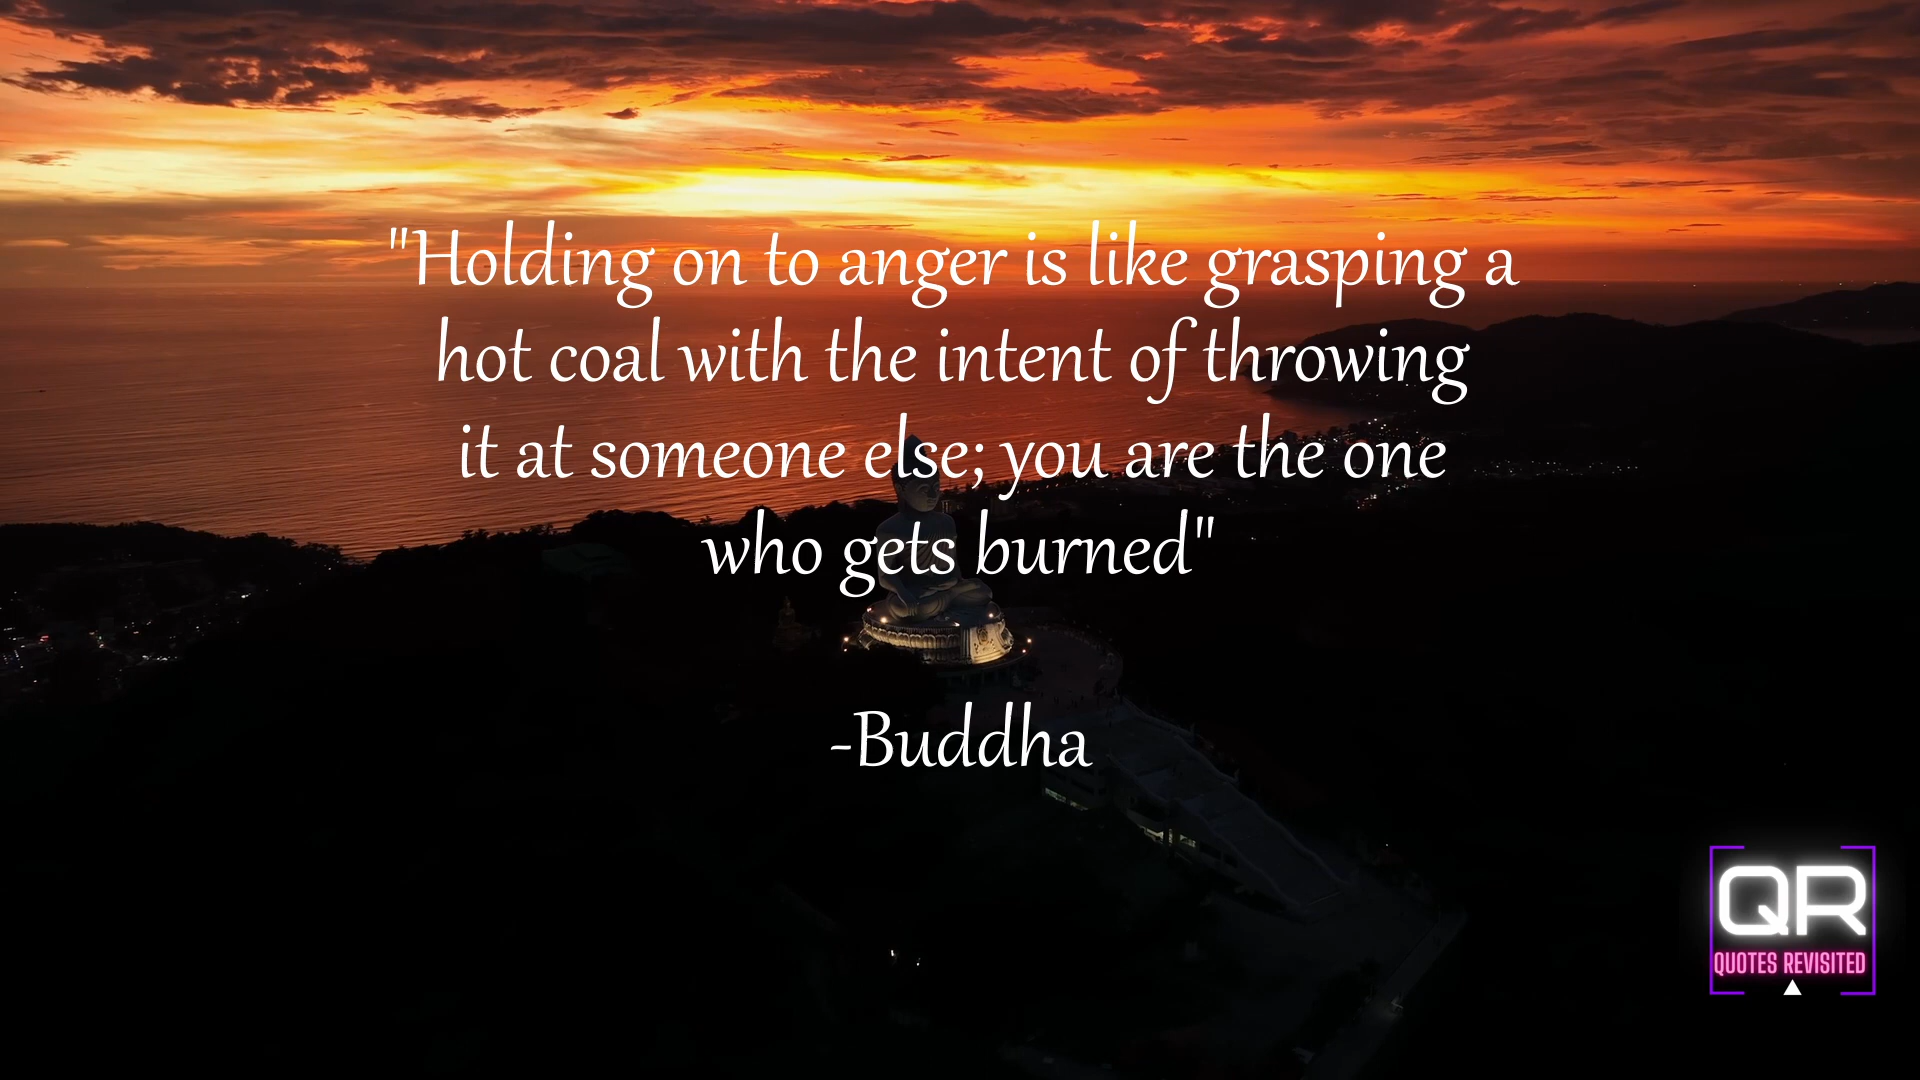 "Holding on to anger is like grasping a
hot coal with the intent of throwing
it at someone else; you are the one
who gets burned"
-Buddha
QR
QUOTES REVISITED